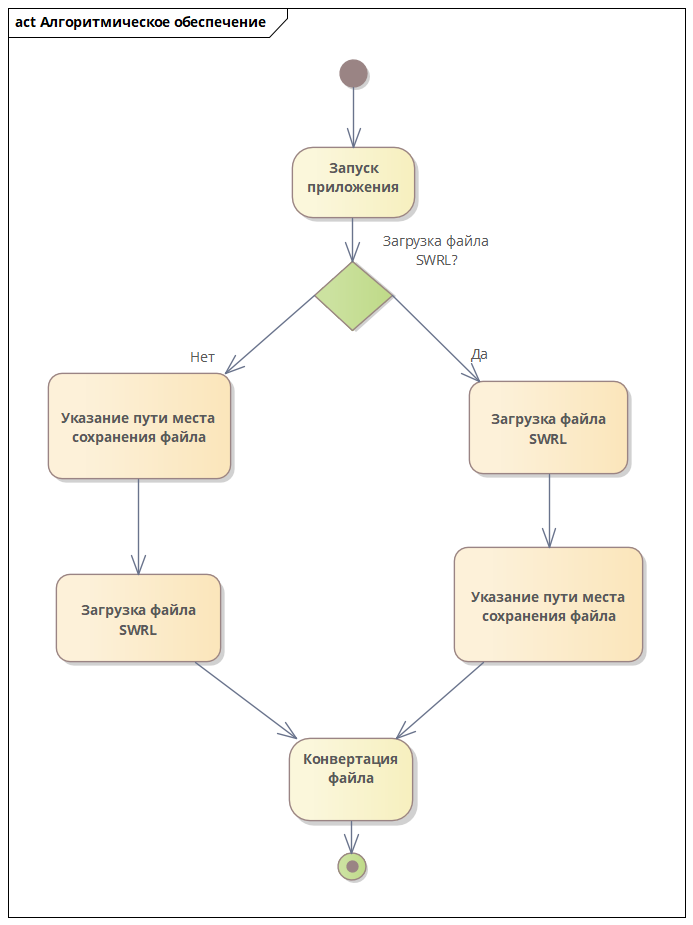 act Алгоритмическое обеспечение
Запуск
приложения
Загрузка файла
SWRL?
Нет
Да
Указание пути места
сохранения файла
Загрузка файла
SWRL
Загрузка файла
SWRL
Указание пути места
сохранения файла
Конвертация
файла